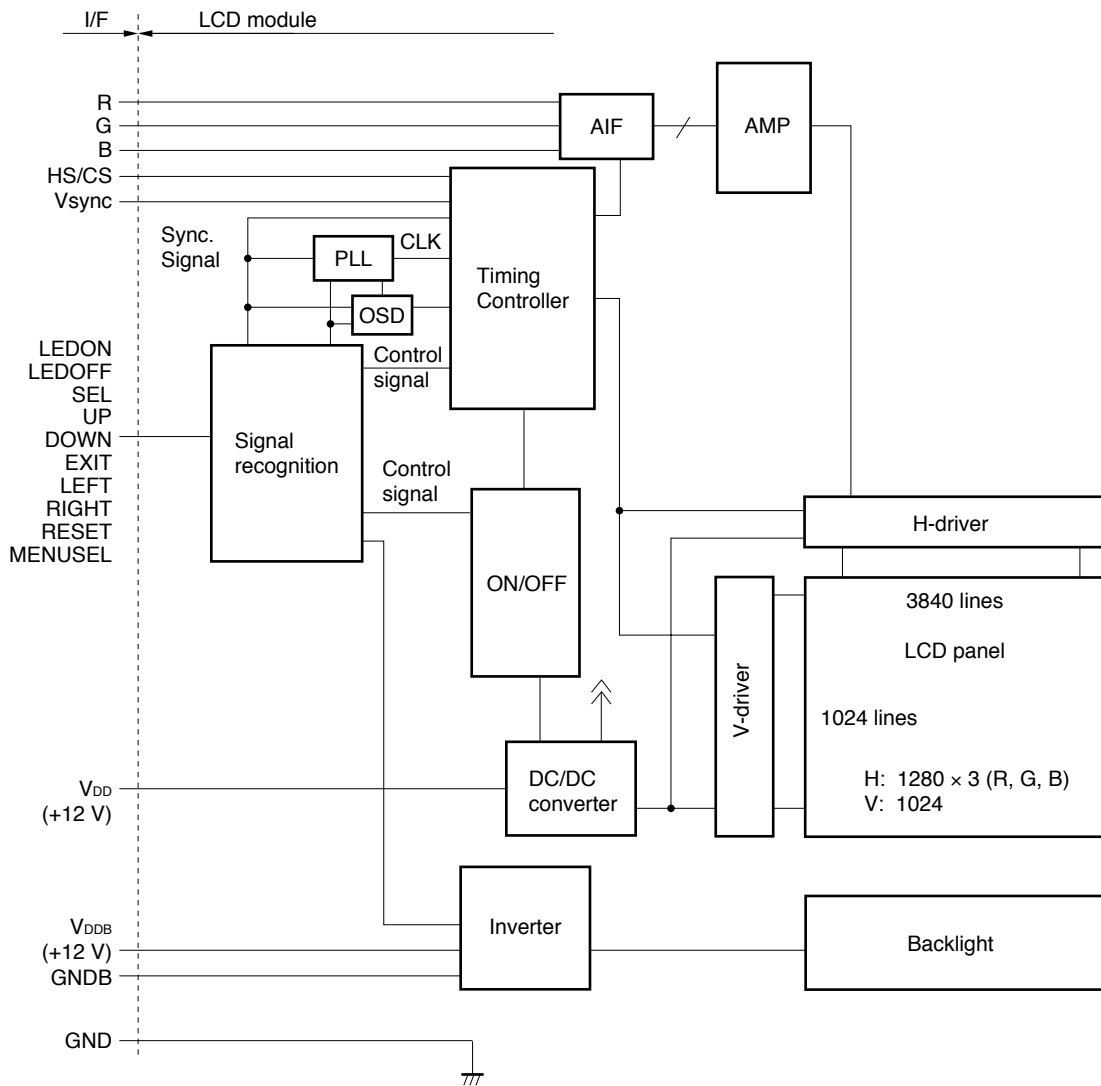 I/F
LCD module
R
G
B
HS/CS
Vsync
AIF
AMP
Sync.
Signal
PLL
CLK
OSD
Timing
Controller
LEDON
LEDOFF
SEL
UP
DOWN
EXIT
LEFT
RIGHT
RESET
MENUSEL
Signal
recognition
Control
signal
Control
signal
ON/OFF
H-driver
V-driver
3840 lines
LCD panel
1024 lines
H: 1280 × 3 (R, G, B)
V: 1024
VDD
(+12 V)
DC/DC
converter
VDDB
(+12 V)
GNDB
Inverter
Backlight
GND